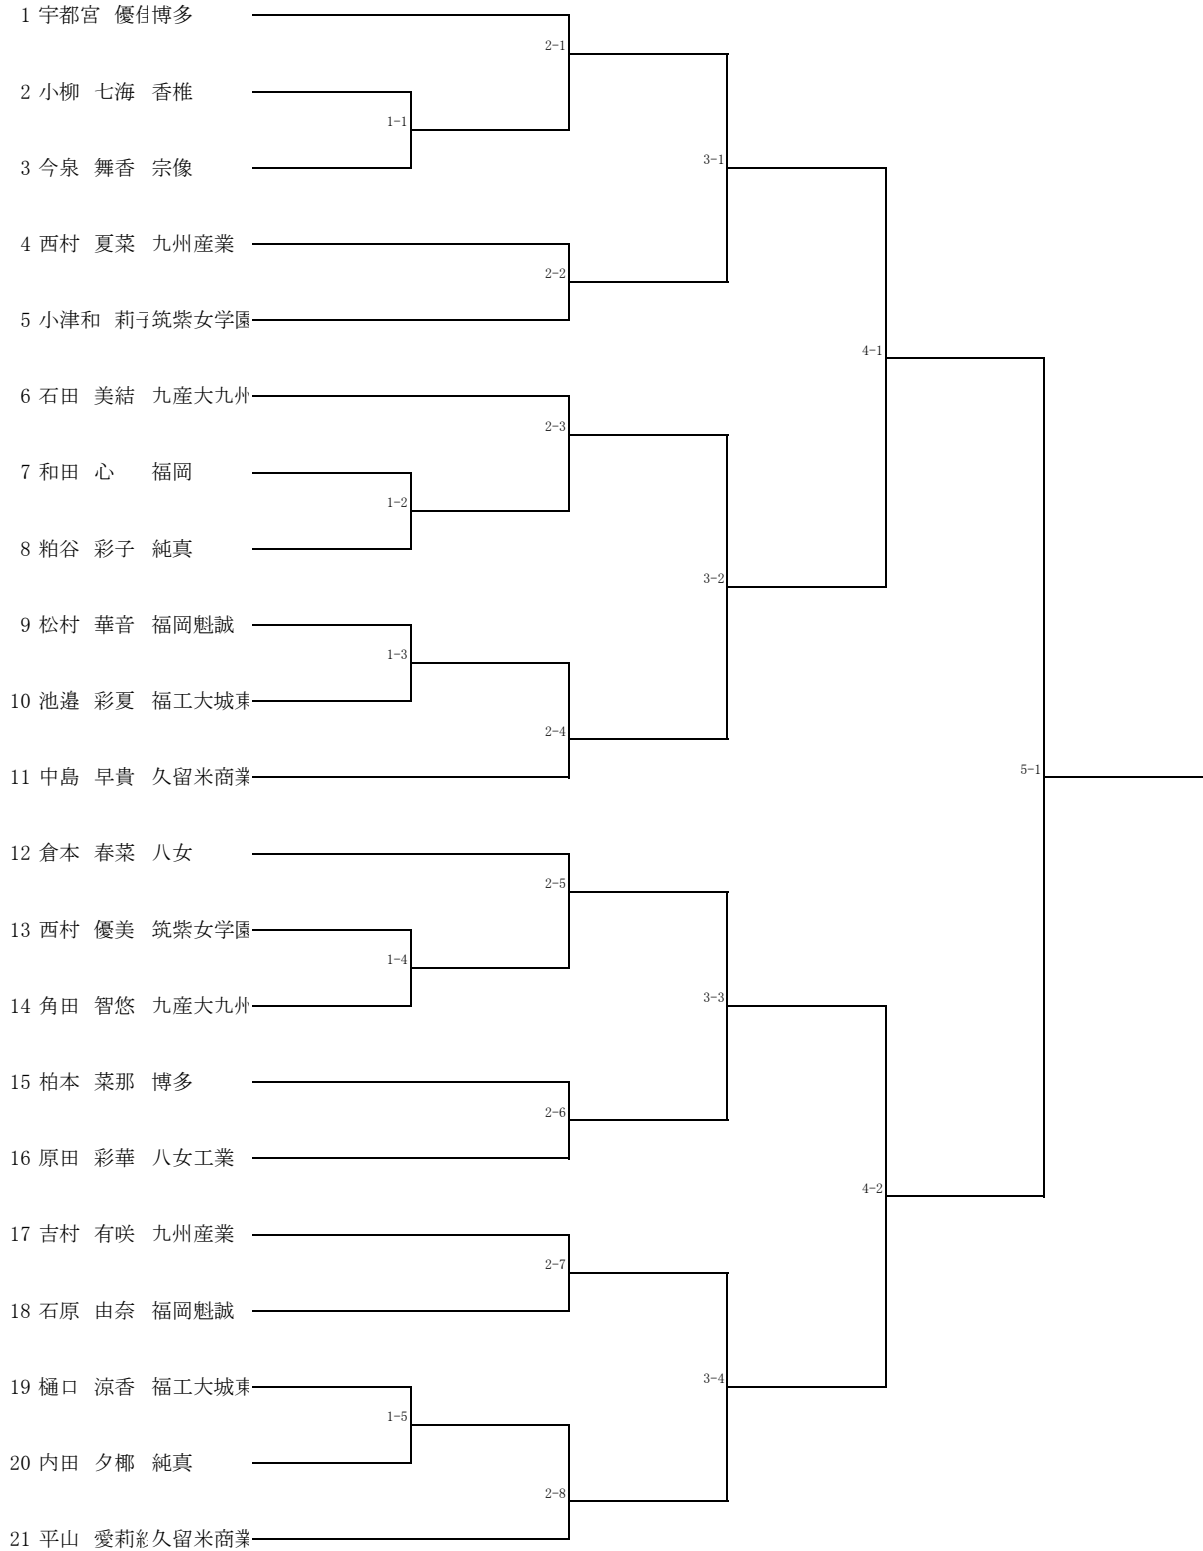 1 宇都宮 優 博多
2-1
2 小柳 七海 香椎
1-1
3 今泉 舞香 宗像
3-1
4 西村 夏菜 九州産業
2-2
5 小津和 莉 筑紫女学園
4-1
6 石田 美結 九産大九州
2-3
7 和田 心 福岡
1-2
8 粕谷 彩子 純真
3-2
9 松村 華音 福岡魁誠
1-3
10 池邉 彩夏 福工大城東
2-4
11 中島 早貴 久留米商業
5-1
12 倉本 春菜 八女
2-5
13 西村 優美 筑紫女学園
1-4
14 角田 智悠 九産大九州
3-3
15 柏本 菜那 博多
2-6
16 原田 彩華 八女工業
4-2
17 吉村 有咲 九州産業
2-7
18 石原 由奈 福岡魁誠
19 樋口 涼香 福工大城東
3-4
1-5
20 内田 夕椰 純真
2-8
21 平山 愛莉 久留米商業